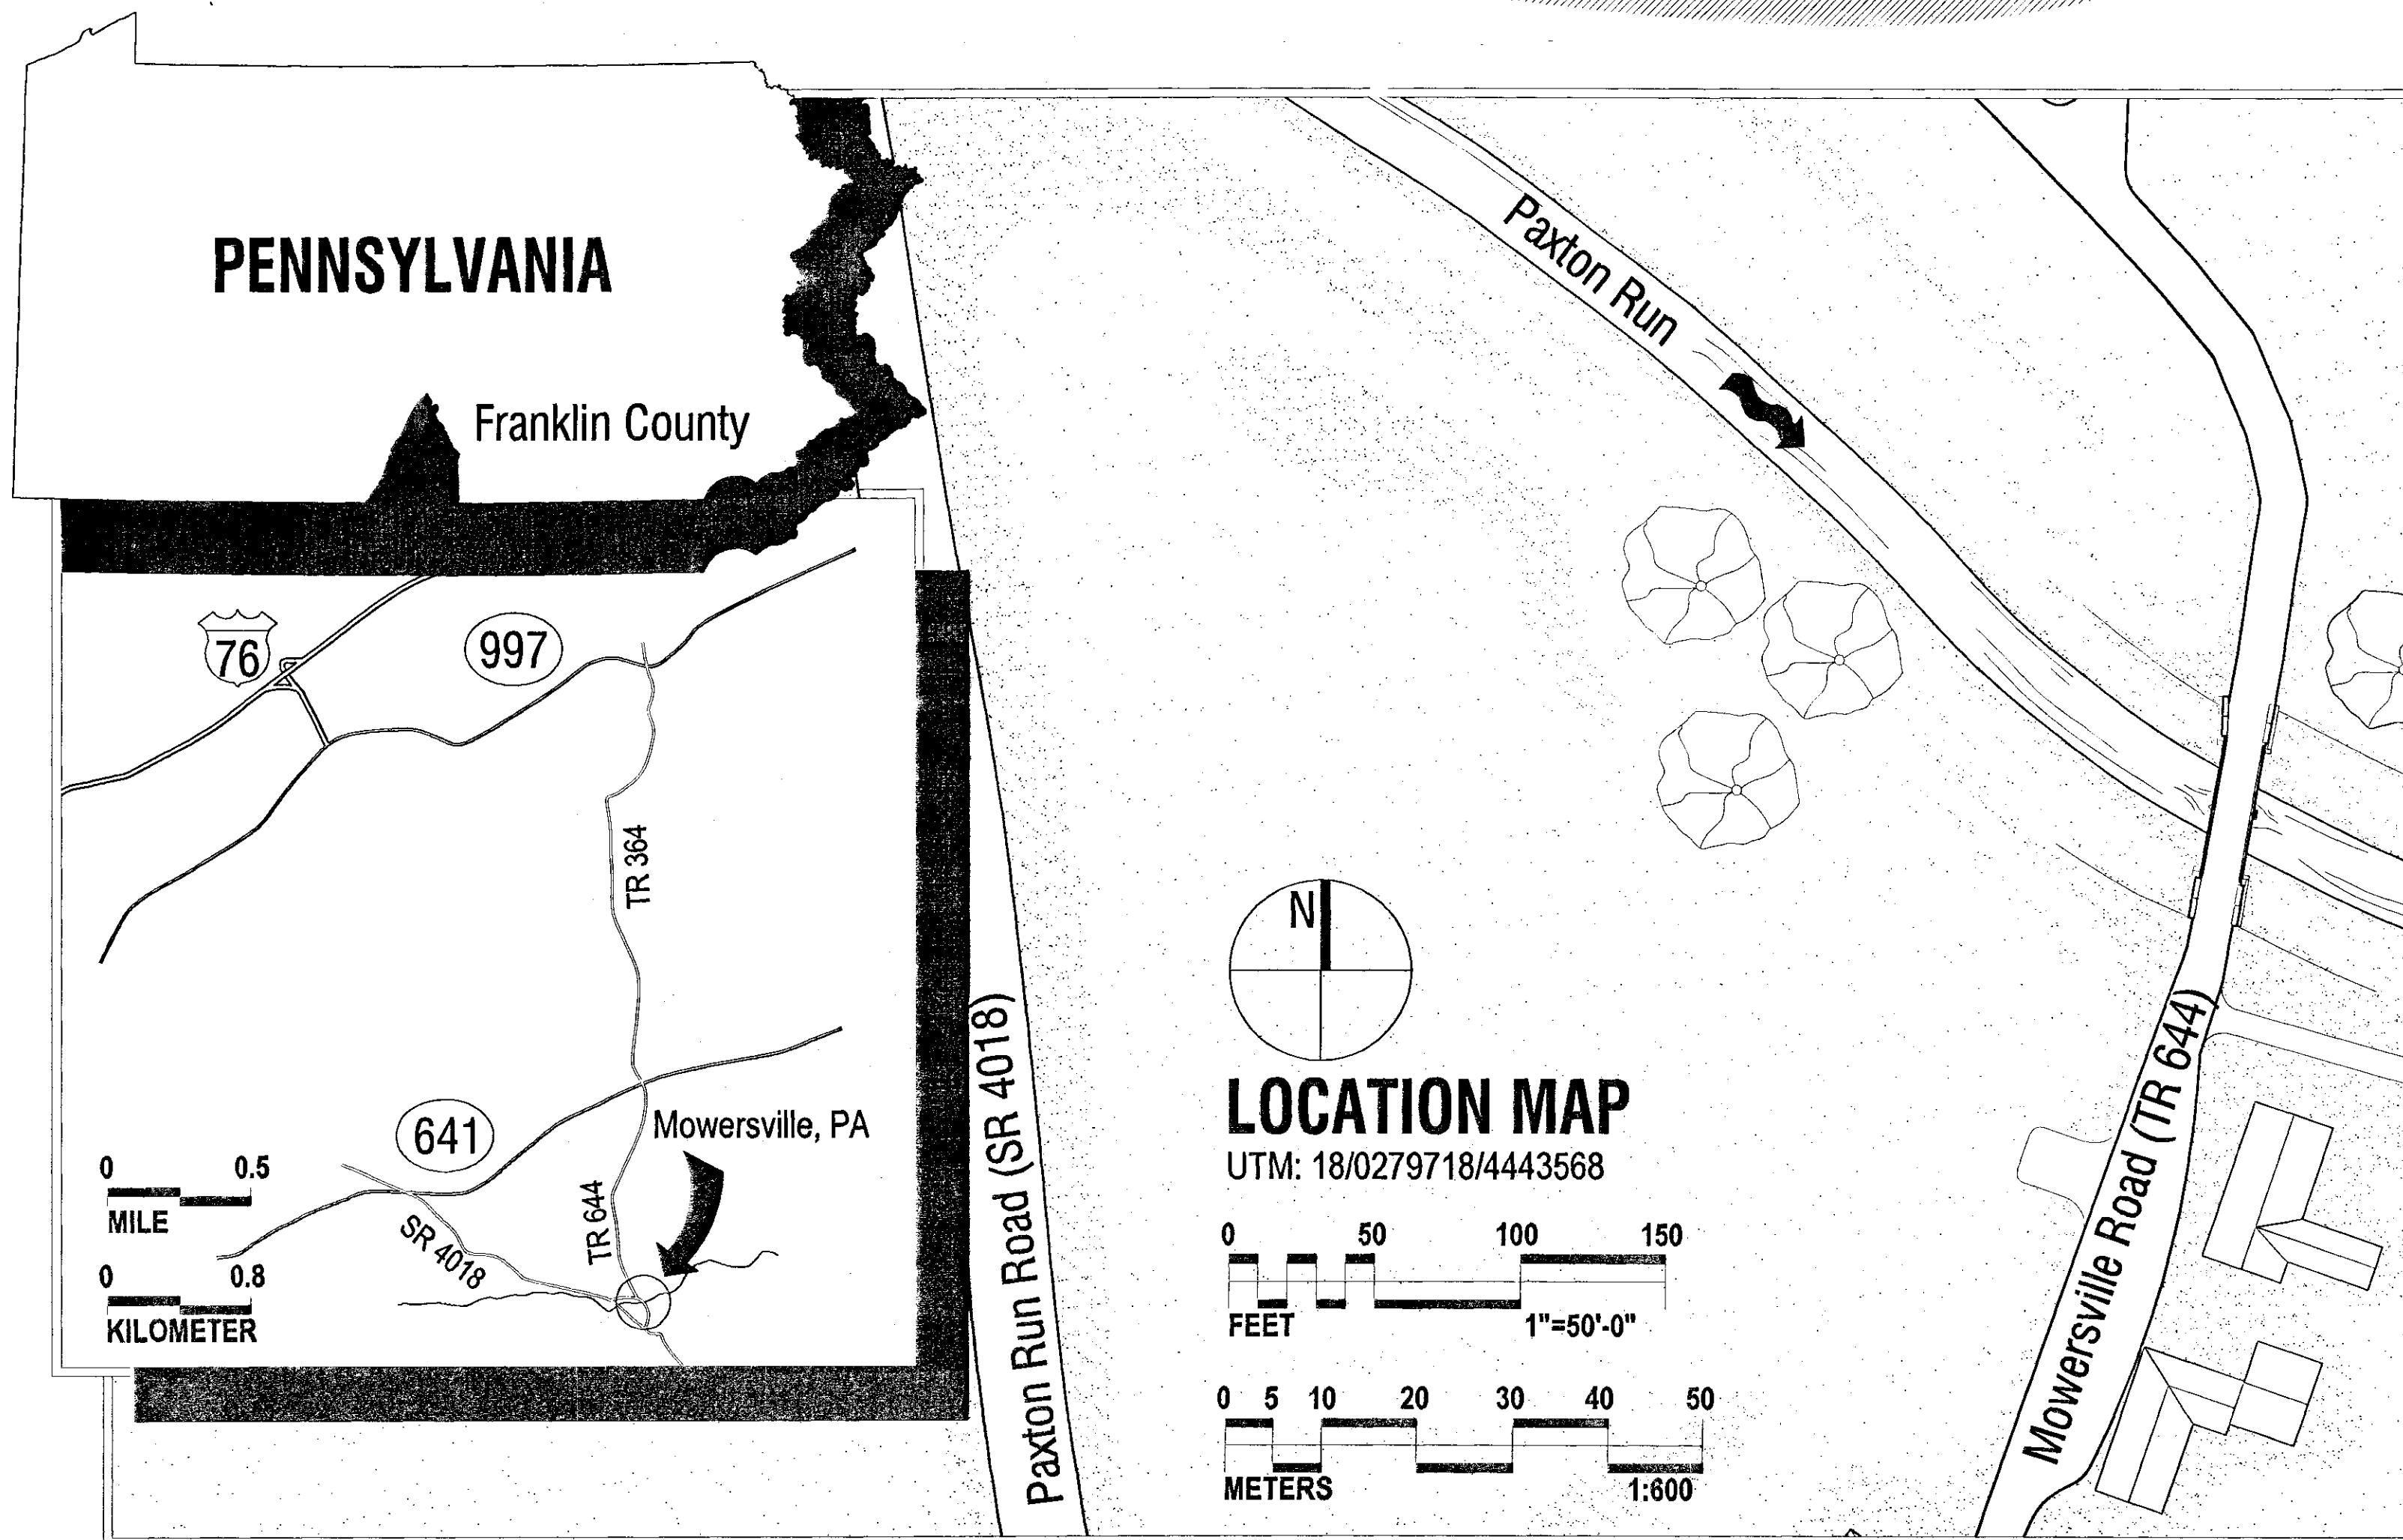 PENNSYLVANIA
Franklin County
76
997
TR 364
641
Mowersville, PA
0 0.5
MILE
SR 4018
TR 644
0 0.8
KILOMETER
Paxton Run Road (SR 4018)
Paxton Run
N
LOCATION MAP
UTM: 18/0279718/4443568
0 50 100 150
FEET 1"=50'-0"
0 5 10 20 30 40 50
METERS 1:600
Mowersville Road (TR 644)